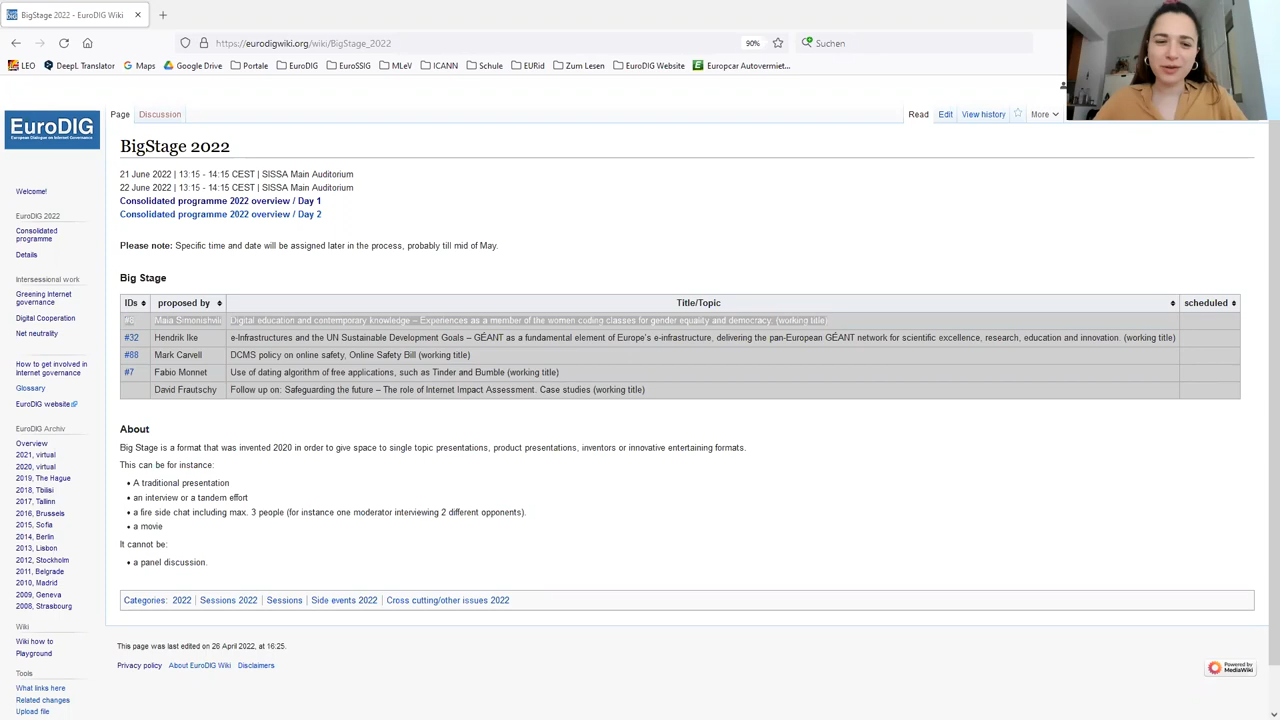 BigStage 2022 - EuroDIG Wiki
https://eurodigwiki.org/wiki/BigStage_2022
90%
Suchen
LEO
DeepL Translator
Maps
Google Drive
Portale
EuroDIG
EuroSSIG
MLeV
ICANN
Schule
EURid
Zum Lesen
EuroDIG Website
Europcar Autovermiet...
EuroDIG
European Dialogue on Internet Governance
Page
Discussion
Read
Edit
View history
More
BigStage 2022
21 June 2022 | 13:15 - 14:15 CEST | SISSA Main Auditorium
22 June 2022 | 13:15 - 14:15 CEST | SISSA Main Auditorium
Consolidated programme 2022 overview / Day 1
Consolidated programme 2022 overview / Day 2
Please note: Specific time and date will be assigned later in the process, probably till mid of May.
Big Stage
IDs proposed by Title/Topic scheduled
Maia Simonishvili Digital education and contemporary knowledge – Experiences as a member of the women coding classes for gender equality and democracy. (working title)
#32 Hendrik Ike e-Infrastructures and the UN Sustainable Development Goals – GÉANT as a fundamental element of Europe's e-infrastructure, delivering the pan-European GÉANT network for scientific excellence, research, education and innovation. (working title)
#88 Mark Carvell DCMS policy on online safety, Online Safety Bill (working title)
#7 Fabio Monnet Use of dating algorithm of free applications, such as Tinder and Bumble (working title)
David Frautschy Follow up on: Safeguarding the future – The role of Internet Impact Assessment. Case studies (working title)
About
Big Stage is a format that was invented 2020 in order to give space to single topic presentations, product presentations, inventors or innovative entertaining formats.
This can be for instance:
• A traditional presentation
• an interview or a tandem effort
• a fire side chat including max. 3 people (for instance one moderator interviewing 2 different opponents).
• a movie
It cannot be:
• a panel discussion.
Categories: 2022 | Sessions 2022 | Sessions | Side events 2022 | Cross cutting/other issues 2022
This page was last edited on 26 April 2022, at 16:25.
Privacy policy About EuroDIG Wiki Disclaimers
Powered by
MediaWiki
Welcome!
EuroDIG 2022
Consolidated
programme
Details
Intersessional work
Greening Internet
governance
Digital Cooperation
Net neutrality
How to get involved in
Internet governance
Glossary
EuroDIG website
EuroDIG Archiv
Overview
2021, virtual
2020, virtual
2019, The Hague
2018, Tbilisi
2017, Tallinn
2016, Brussels
2015, Sofia
2014, Berlin
2013, Lisbon
2012, Stockholm
2011, Belgrade
2010, Madrid
2009, Geneva
2008, Strasbourg
Wiki
Wiki how to
Playground
Tools
What links here
Related changes
Upload file